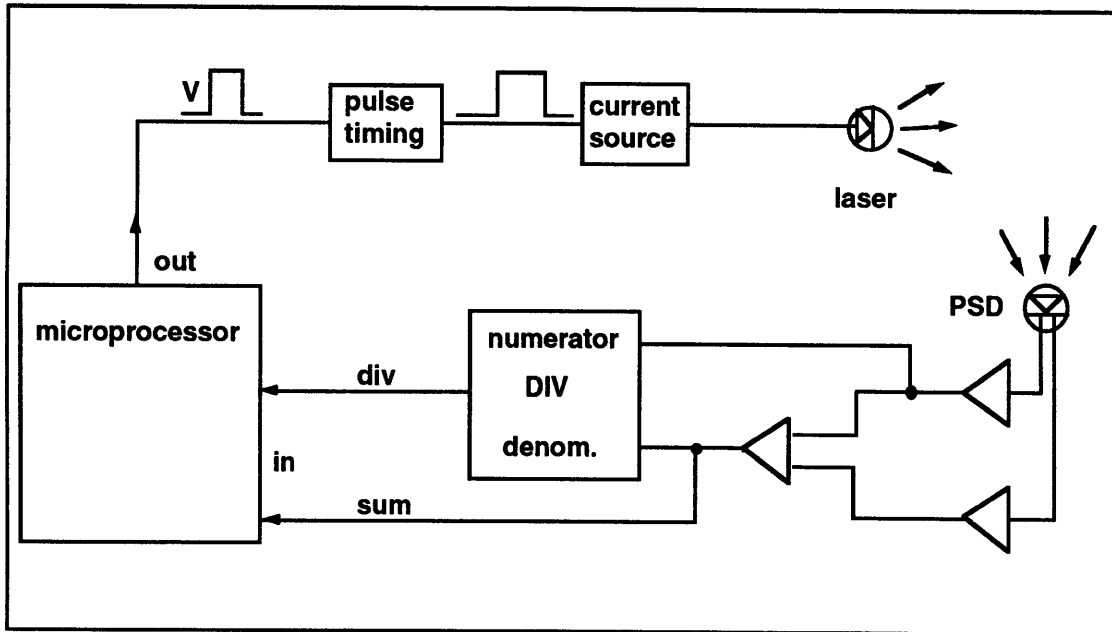 V
pulse
timing
current
source
laser
out
microprocessor
PSD
numerator
DIV
denom.
div
in
sum